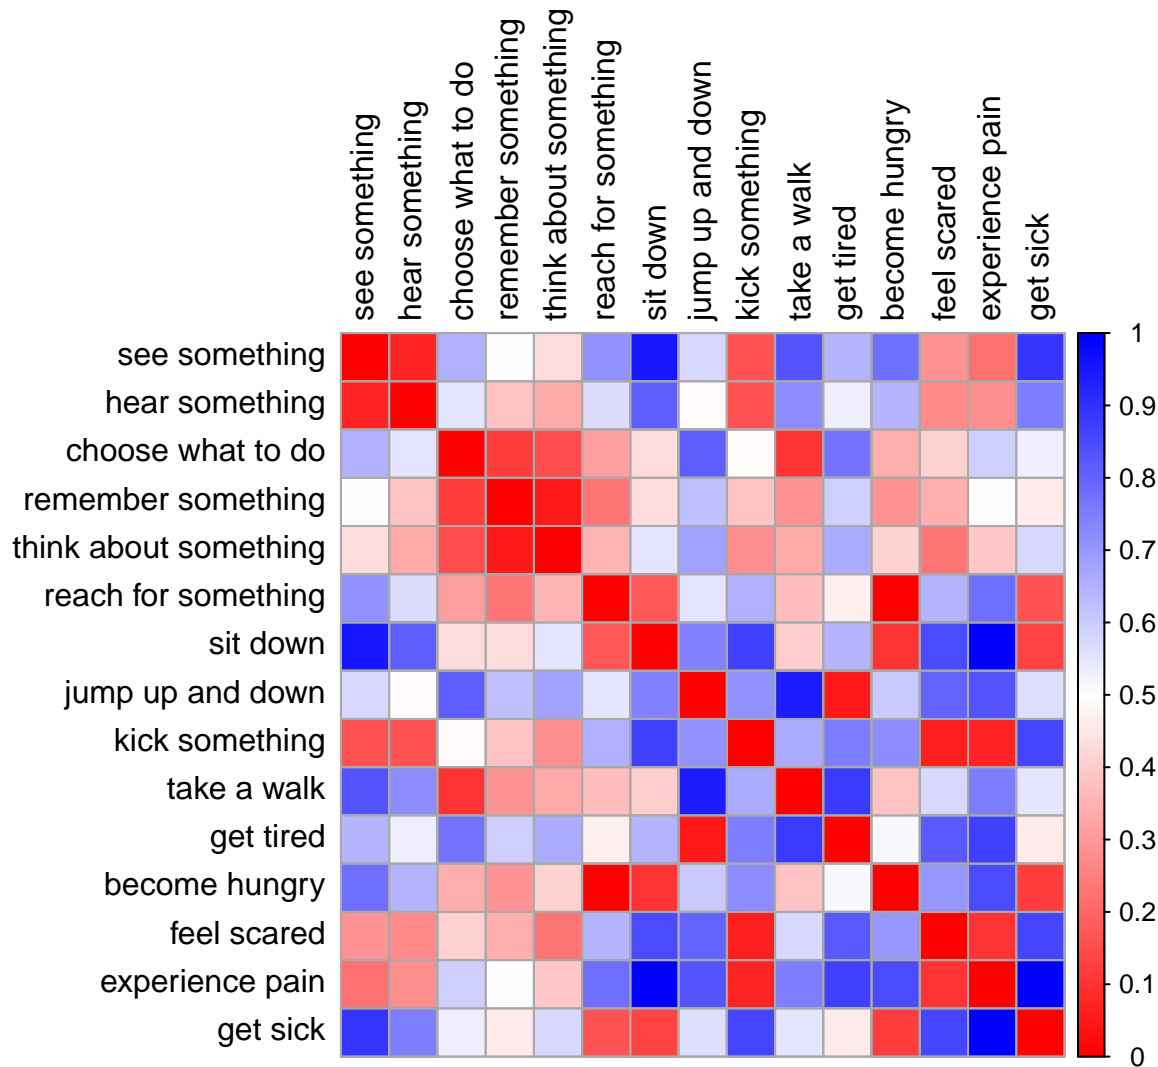 see something
hear something
choose what to do
remember something
think about something
reach for something
sit down
jump up and down
kick something
take a walk
get tired
become hungry
feel scared
experience pain
get sick
see something
hear something
choose what to do
remember something
think about something
reach for something
sit down
jump up and down
kick something
take a walk
get tired
become hungry
feel scared
experience pain
get sick
1
0.9
0.8
0.7
0.6
0.5
0.4
0.3
0.2
0.1
0